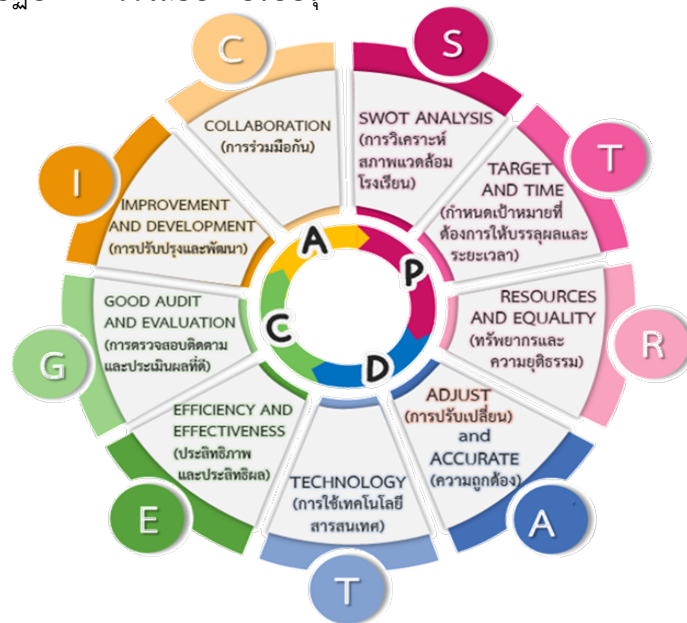 S
SWOT ANALYSIS
(การวิเคราะห์
สภาพแวดล้อม
โรงเรียน)
T
TARGET
AND TIME
(กำหนดเป้าหมายที่
ต้องการให้บรรลุผลและ
ระยะเวลา)
R
RESOURCES
AND EQUALITY
(ทรัพยากรและ
ความยุติธรรม)
A
ADJUST
(การปรับเปลี่ยน)
and
ACCURATE
(ความถูกต้อง)
T
TECHNOLOGY
(การใช้เทคโนโลยี
สารสนเทศ)
E
EFFICIENCY AND
EFFECTIVENESS
(ประสิทธิภาพ
และประสิทธิผล)
G
GOOD AUDIT
AND EVALUATION
(การตรวจสอบติดตาม
และประเมินผลที่ดี)
I
IMPROVEMENT
AND DEVELOPMENT
(การปรับปรุงและพัฒนา)
C
COLLABORATION
(การร่วมมือกัน)
P
D
C
A